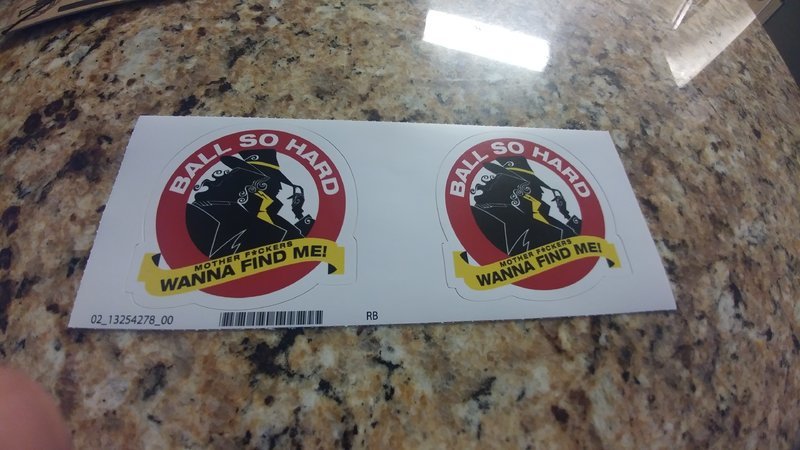 BALL SO HARD
MOTHER F*CKERS
WANNA FIND ME!
BALL SO HARD
MOTHER F*CKERS
WANNA FIND ME!
02_13254278_00
RB